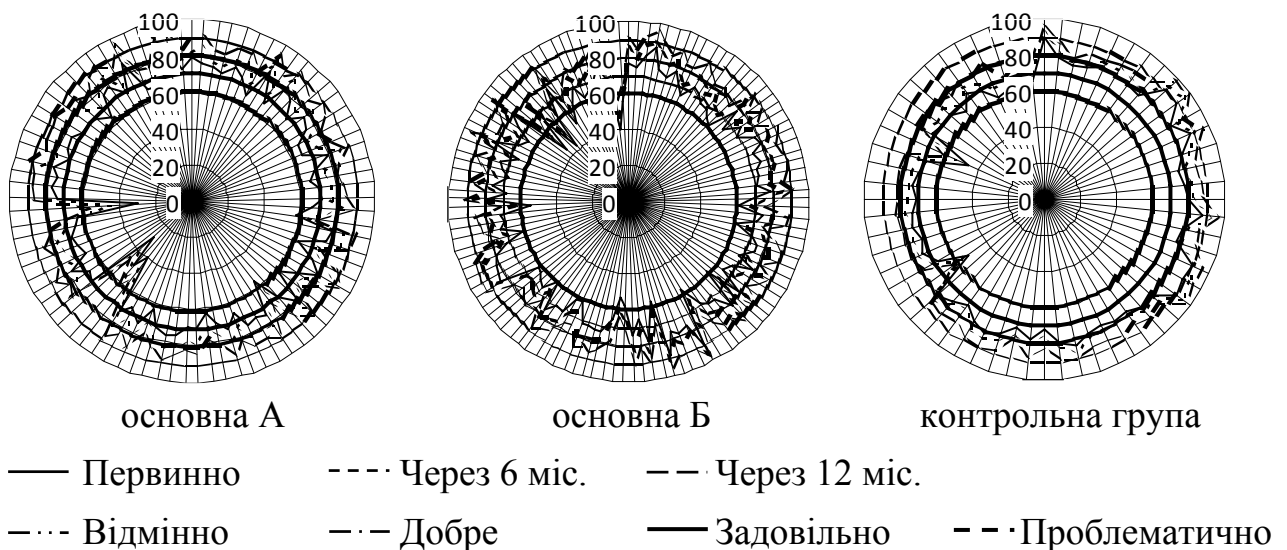 100 100 100
80 80 80
60 60 60
40 40 40
20 20 20
0 0 0
основна А основна Б контрольна група
Первинно Через 6 міс. Через 12 міс.
Відмінно Добре Задовільно Проблематично